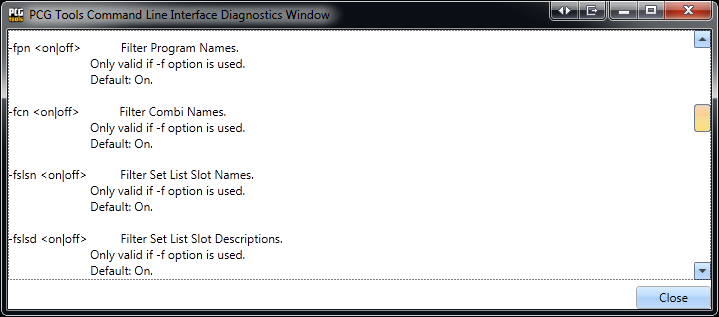 PCG TOOLS PCG Tools Command Line Interface Diagnostics Window
-fpn <on|off> Filter Program Names.
Only valid if -f option is used.
Default: On.
-fcn <on|off> Filter Combi Names.
Only valid if -f option is used.
Default: On.
-fslsn <on|off> Filter Set List Slot Names.
Only valid if -f option is used.
Default: On.
-fslsd <on|off> Filter Set List Slot Descriptions.
Only valid if -f option is used.
Default: On.
Close